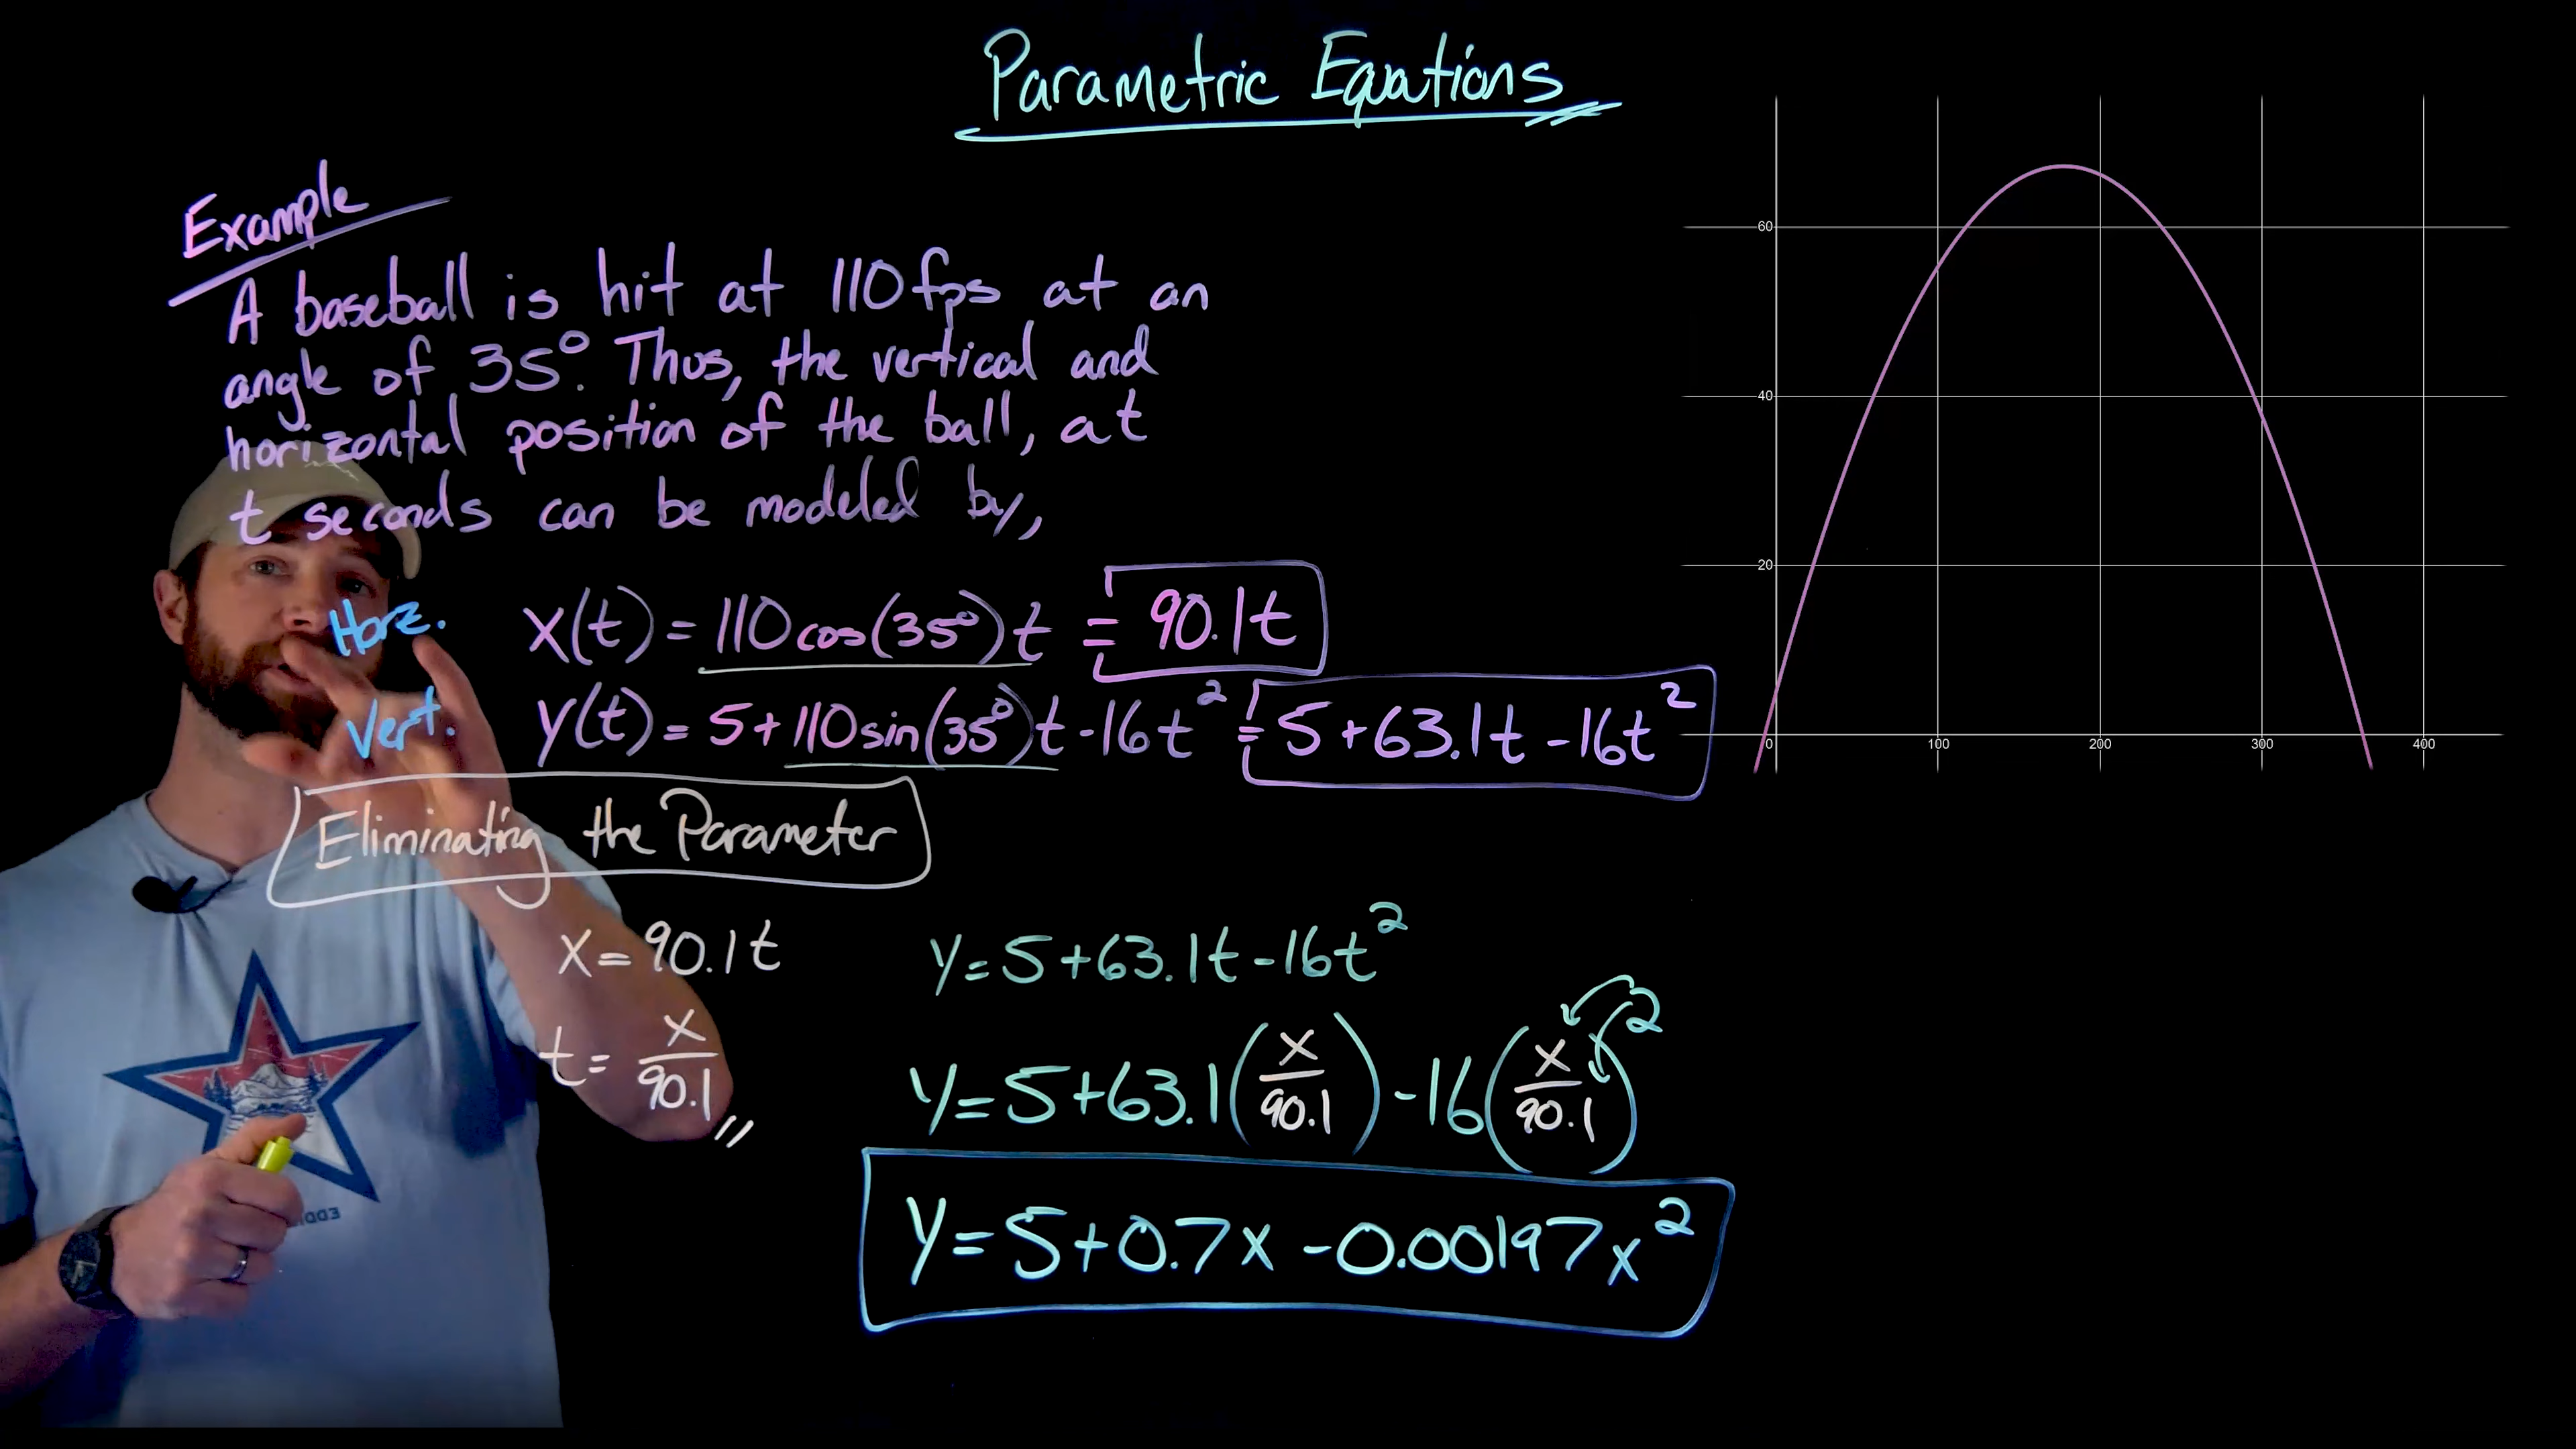 Parametric Equations
Example
A baseball is hit at 110fps at an
angle of 35°. Thus, the vertical and
horizontal position of the ball, at
t seconds can be modeled by,
Horz. x(t) = 110cos(35°)t = 90.1t
Vert. y(t) = 5+110sin(35°)t -16t² = 5+63.1t -16t²
Eliminating the Parameter
x=90.1t
t= x/90.1
y=5+63.1t-16t²
y=5+63.1(x/90.1) -16(x/90.1)²
y=5+0.7x -0.00197x²
60
40
20
0 100 200 300 400